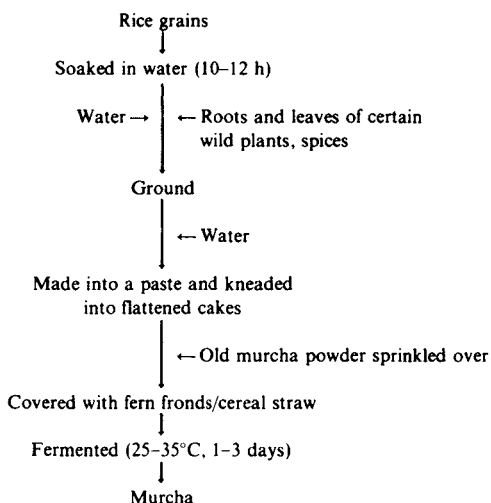 Rice grains
Soaked in water (10–12 h)
Water → ← Roots and leaves of certain
wild plants, spices
Ground
← Water
Made into a paste and kneaded
into flattened cakes
← Old murcha powder sprinkled over
Covered with fern fronds/cereal straw
Fermented (25–35°C, 1–3 days)
Murcha